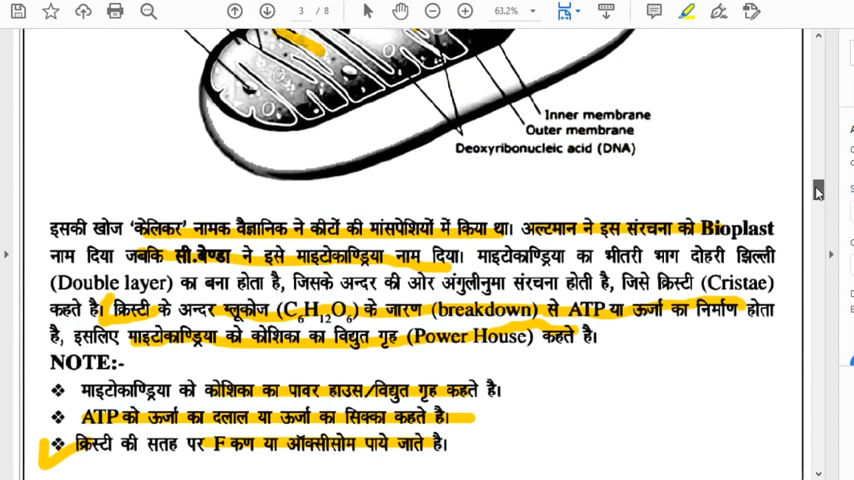 3 / 8
63.2%
Inner membrane
Outer membrane
Deoxyribonucleic acid (DNA)
इसकी खोज 'केलिकर' नामक वैज्ञानिक ने कीटों की मांसपेशियों में किया था। अल्टमान ने इस संरचना को Bioplast
नाम दिया जबकि सी.बेण्डा ने इसे माइटोकाण्ड्रिया नाम दिया। माइटोकाण्ड्रिया का भीतरी भाग दोहरी झिल्ली
(Double layer) का बना होता है, जिसके अन्दर की ओर अंगुलीनुमा संरचना होती है, जिसे क्रिस्टी (Cristae)
कहते है। क्रिस्टी के अन्दर ग्लूकोज (C₆H₁₂O₆) के जारण (breakdown) से ATP या ऊर्जा का निर्माण होता
है, इसलिए माइटोकाण्ड्रिया को कोशिका का विद्युत गृह (Power House) कहते है।
NOTE:-
❖ माइटोकाण्ड्रिया को कोशिका का पावर हाउस/विद्युत गृह कहते है।
❖ ATP को ऊर्जा का दलाल या ऊर्जा का सिक्का कहते है।
❖ क्रिस्टी की सतह पर F कण या ऑक्सीसोम पाये जाते है।